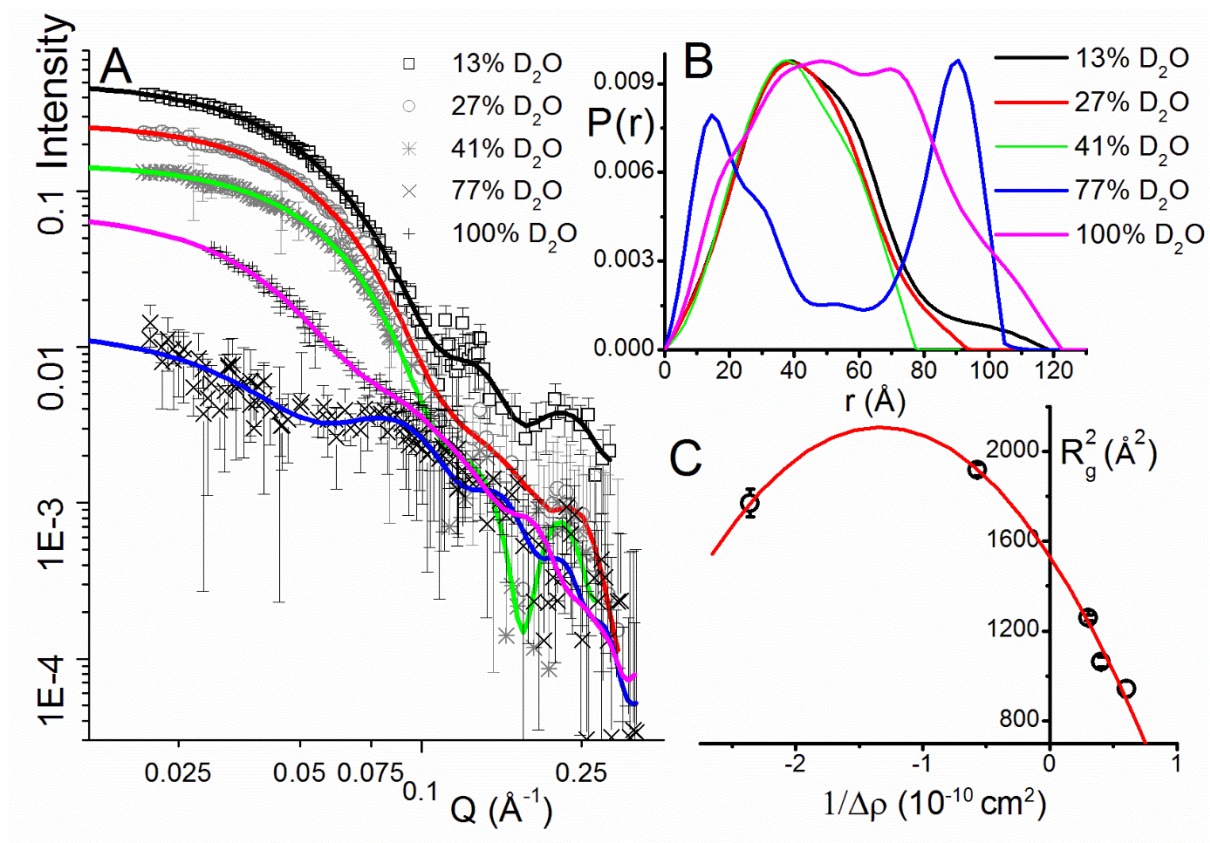 A
Intensity
0.1
0.01
1E-3
1E-4
0.025
0.05
0.075
0.1
0.25
Q (Å⁻¹)
13% D₂O
27% D₂O
41% D₂O
77% D₂O
100% D₂O
B
P(r)
0.009
0.006
0.003
0.000
0 20 40 60 80 100 120
r (Å)
13% D₂O
27% D₂O
41% D₂O
77% D₂O
100% D₂O
C
R²g (Å²)
2000
1600
1200
800
-2 -1 0 1
1/Δρ (10⁻¹⁰ cm²)